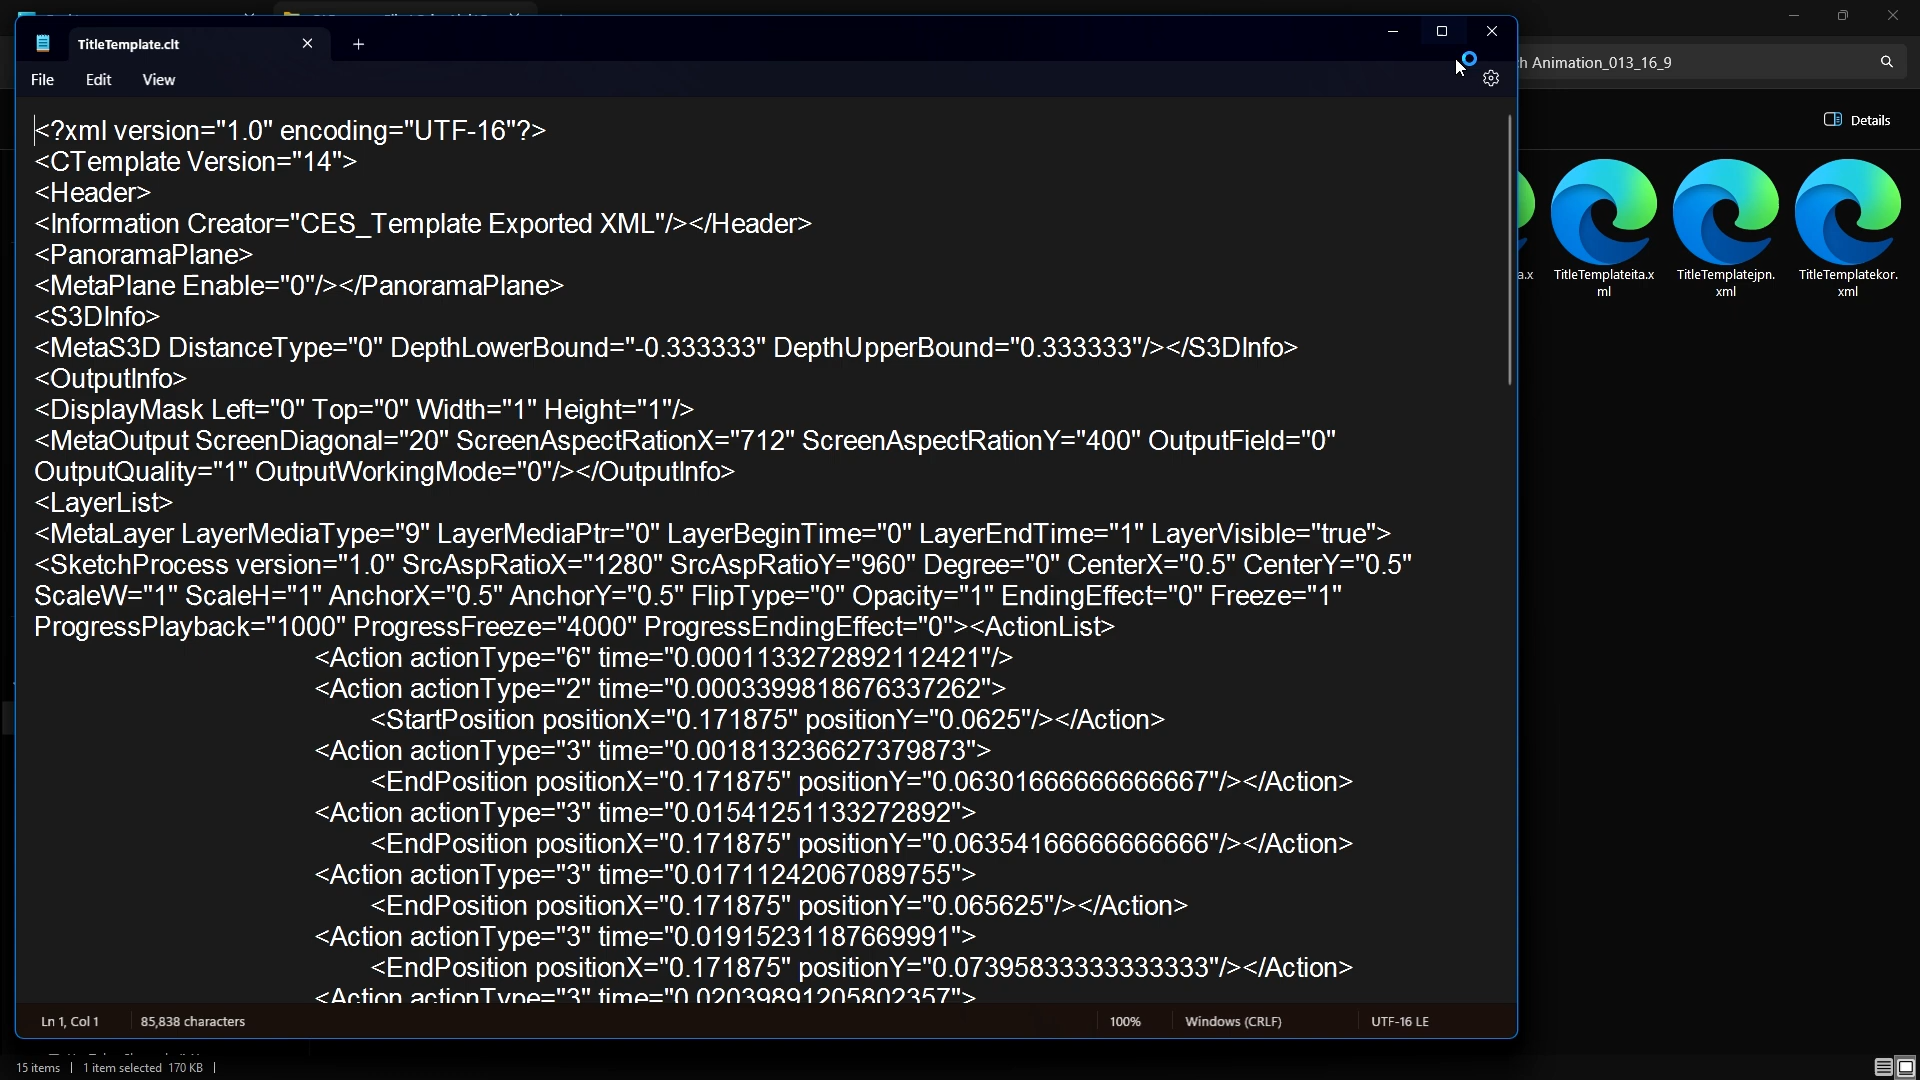 TitleTemplate.clt
h Animation_013_16_9
File Edit View
Details
<?xml version="1.0" encoding="UTF-16"?>
<CTemplate Version="14">
<Header>
<Information Creator="CES_Template Exported XML"/></Header>
<PanoramaPlane>
<MetaPlane Enable="0"/></PanoramaPlane>
<S3DInfo>
<MetaS3D DistanceType="0" DepthLowerBound="-0.333333" DepthUpperBound="0.333333"/></S3DInfo>
<OutputInfo>
<DisplayMask Left="0" Top="0" Width="1" Height="1"/>
<MetaOutput ScreenDiagonal="20" ScreenAspectRationX="712" ScreenAspectRationY="400" OutputField="0"
OutputQuality="1" OutputWorkingMode="0"/></OutputInfo>
<LayerList>
<MetaLayer LayerMediaType="9" LayerMediaPtr="0" LayerBeginTime="0" LayerEndTime="1" LayerVisible="true">
<SketchProcess version="1.0" SrcAspRatioX="1280" SrcAspRatioY="960" Degree="0" CenterX="0.5" CenterY="0.5"
ScaleW="1" ScaleH="1" AnchorX="0.5" AnchorY="0.5" FlipType="0" Opacity="1" EndingEffect="0" Freeze="1"
ProgressPlayback="1000" ProgressFreeze="4000" ProgressEndingEffect="0"><ActionList>
<Action actionType="6" time="0.0001133272892112421"/>
<Action actionType="2" time="0.0003399818676337262">
<StartPosition positionX="0.171875" positionY="0.0625"/></Action>
<Action actionType="3" time="0.001813236627379873">
<EndPosition positionX="0.171875" positionY="0.06301666666666667"/></Action>
<Action actionType="3" time="0.01541251133272892">
<EndPosition positionX="0.171875" positionY="0.06354166666666666"/></Action>
<Action actionType="3" time="0.01711242067089755">
<EndPosition positionX="0.171875" positionY="0.065625"/></Action>
<Action actionType="3" time="0.01915231187669991">
<EndPosition positionX="0.171875" positionY="0.07395833333333333"/></Action>
<Action actionType="3" time="0.02039891205802357">
a.x
TitleTemplateita.x
ml
TitleTemplatejpn.
xml
TitleTemplatekor.
xml
Ln 1, Col 1 85,838 characters 100% Windows (CRLF) UTF-16 LE
15 items 1 item selected 170 KB